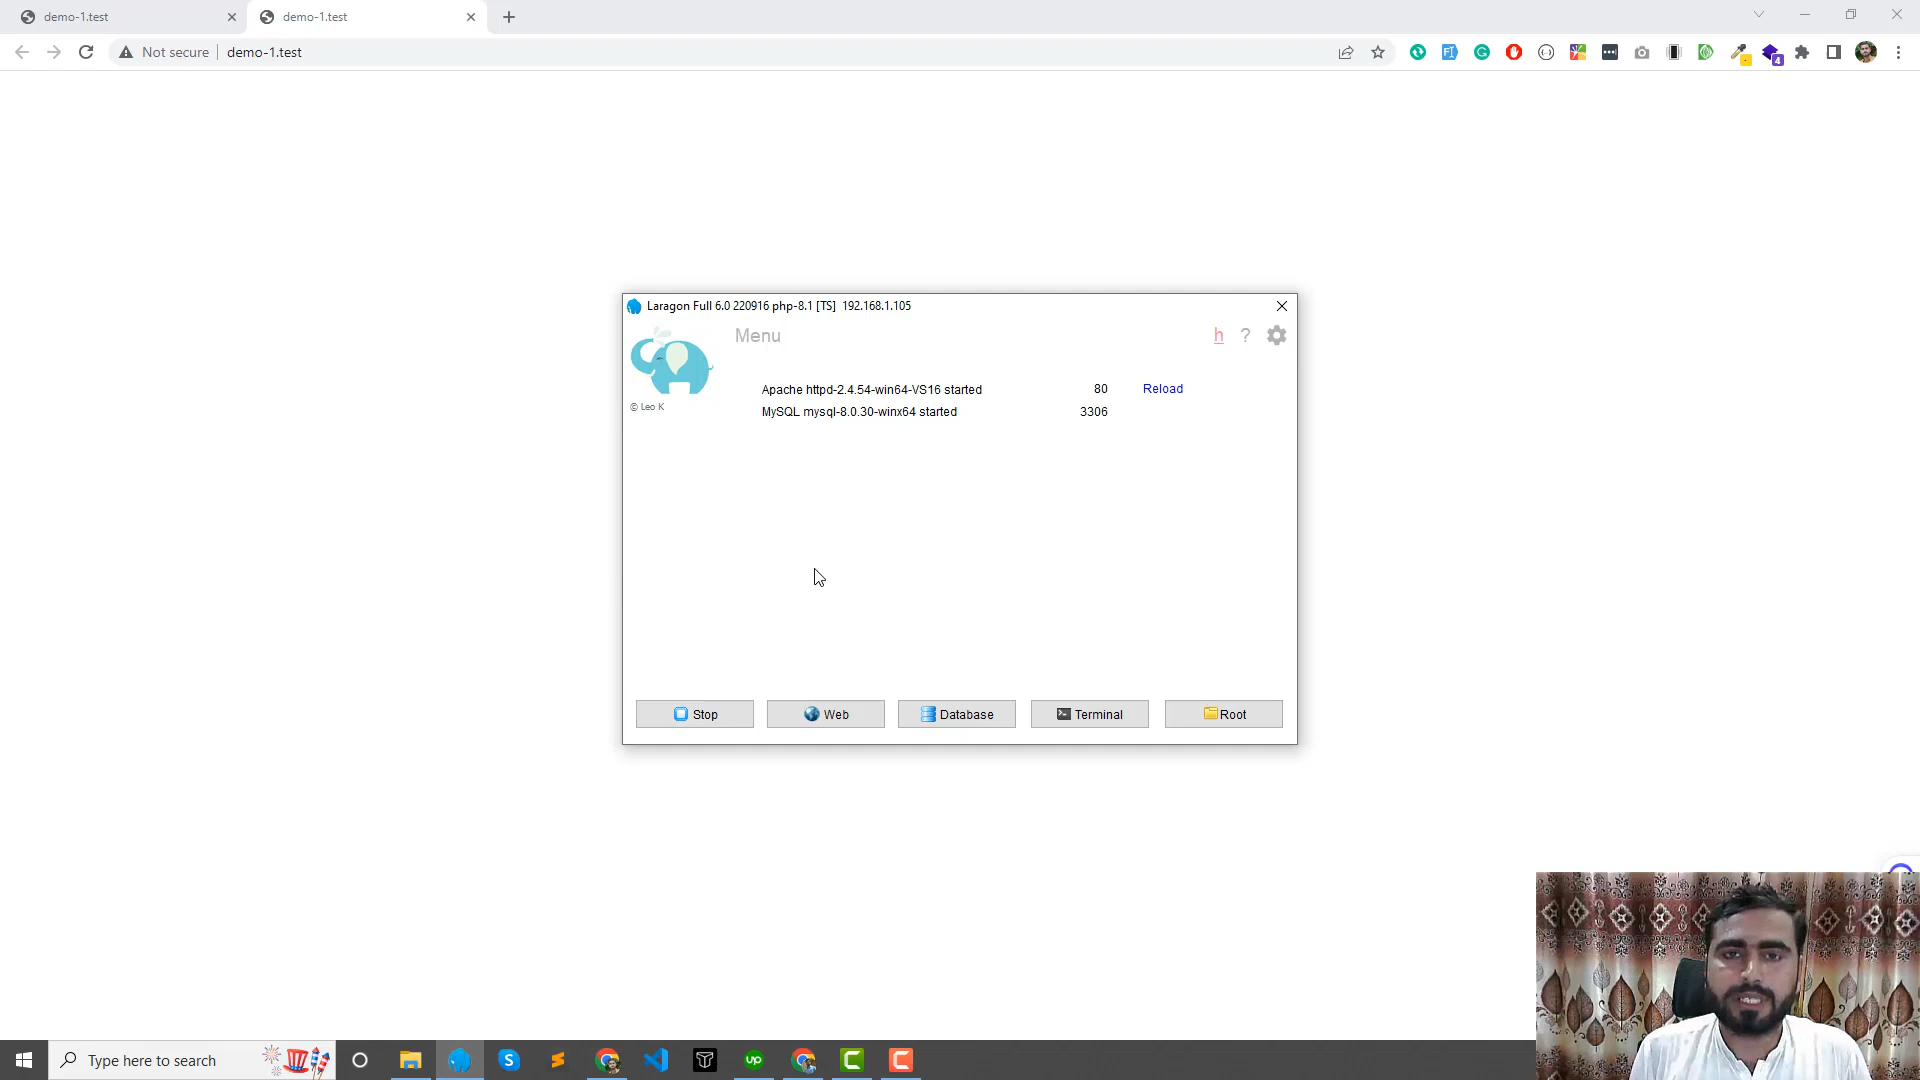 demo-1.test
demo-1.test
Not secure
demo-1.test
4
Laragon Full 6.0 220916 php-8.1 [TS] 192.168.1.105
Menu
h ?
Apache httpd-2.4.54-win64-VS16 started 80 Reload
© Leo K
MySQL mysql-8.0.30-winx64 started 3306
Stop
Web
Database
Terminal
Root
Type here to search
up